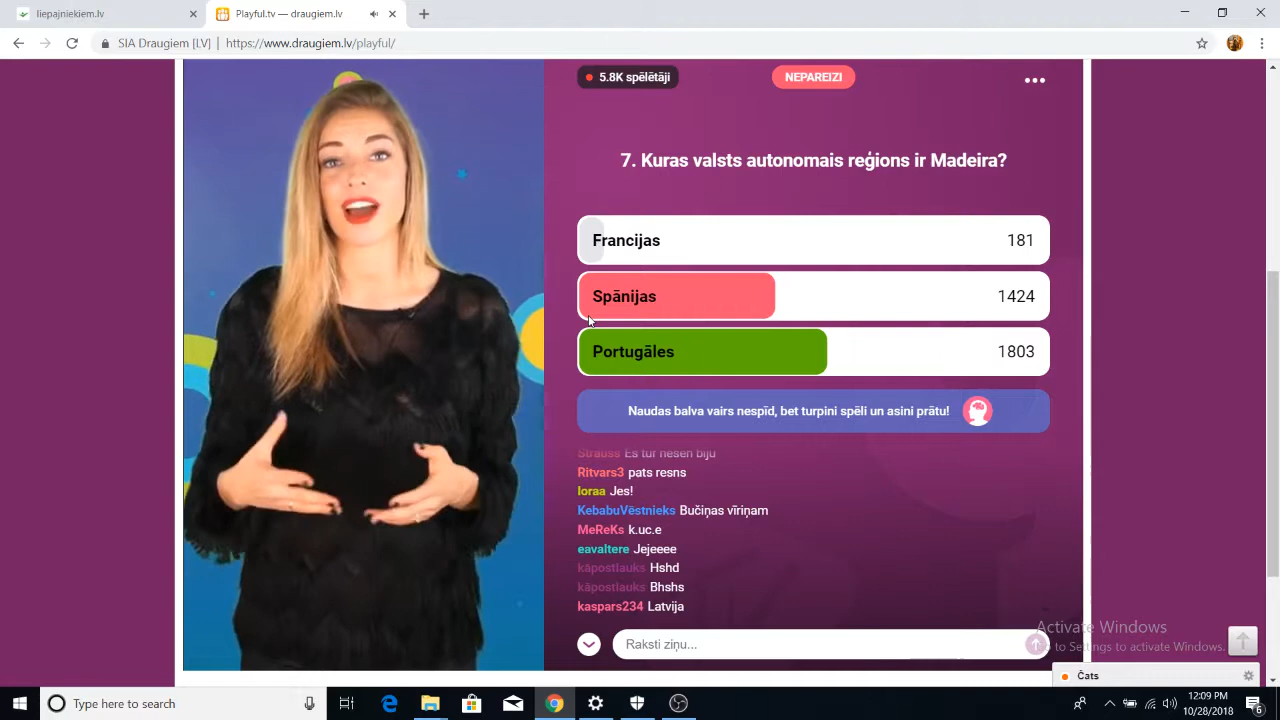 liepajniekiem.lv
Playful.tv — draugiem.lv
SIA Draugiem [LV]
https://www.draugiem.lv/playful/
5.8K spēlētāji
NEPAREIZI
7. Kuras valsts autonomais reģions ir Madeira?
Francijas 181
Spānijas 1424
Portugāles 1803
Naudas balva vairs nespīd, bet turpini spēli un asini prātu!
Strauss Es tur nesen biju
Ritvars3 pats resns
loraa Jes!
KebabuVēstnieks Bučiņas vīriņam
MeReKs k.uc.e
eavaltere Jejeeee
kāpostlauks Hshd
kāpostlauks Bhshs
kaspars234 Latvija
Raksti ziņu...
Activate Windows
to Settings to activate Windows.
Čats
Type here to search
12:09 PM
10/28/2018
6